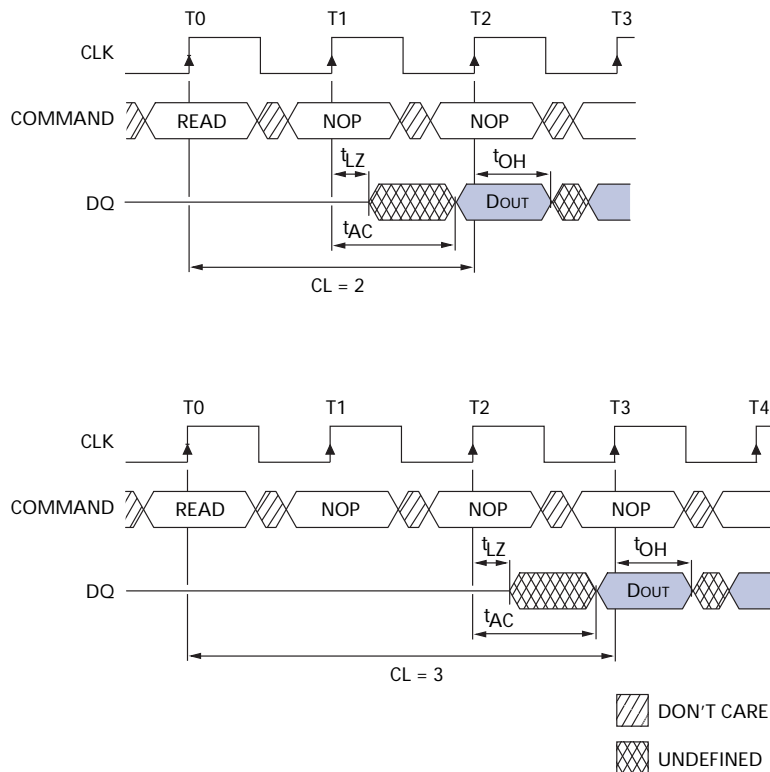 T0 T1 T2 T3
CLK
COMMAND READ NOP NOP
tLZ tOH
DQ DOUT
tAC
CL = 2
T0 T1 T2 T3 T4
CLK
COMMAND READ NOP NOP NOP
tLZ tOH
DQ DOUT
tAC
CL = 3
DON'T CARE
UNDEFINED